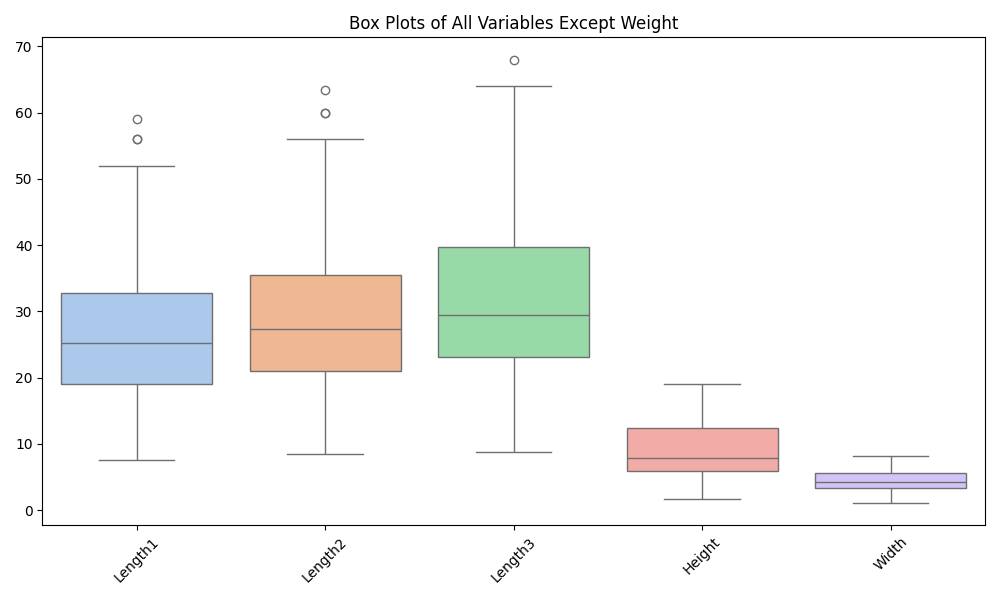 Box Plots of All Variables Except Weight
70
60
50
40
30
20
10
0
Length1
Length2
Length3
Height
Width